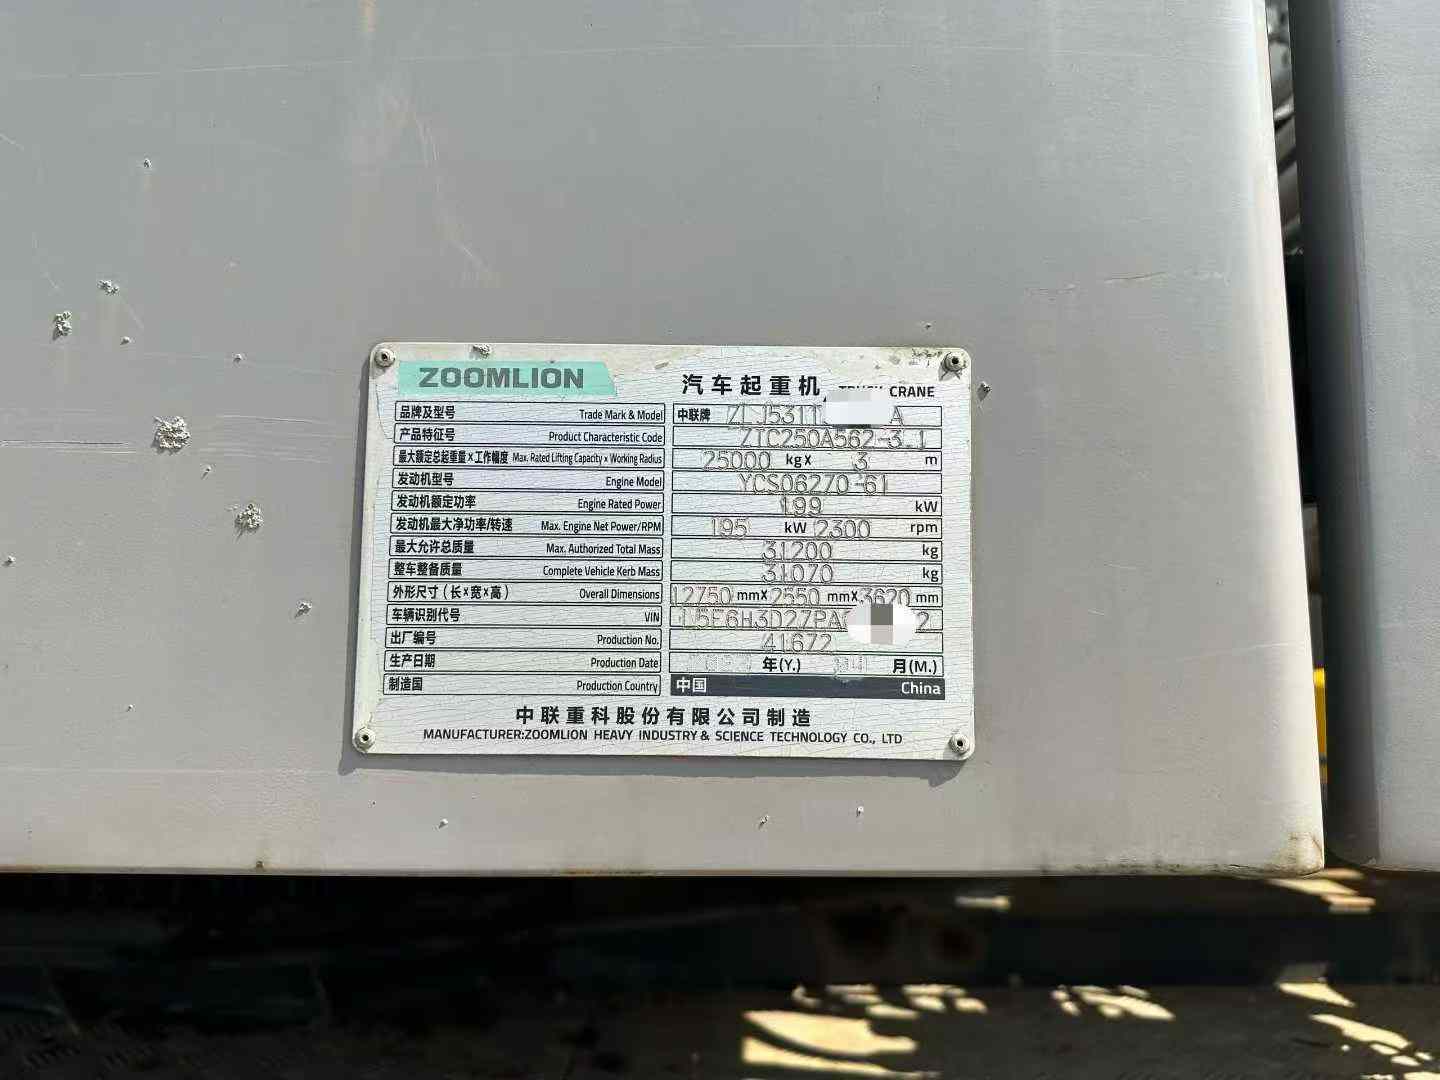 ZOOMLION 汽车起重机 CRANE
品牌及型号 Trade Mark & Model 中联牌 A
产品特征号 Product Characteristic Code ZTC250A562-3.1
最大额定总起重量×工作幅度 Max. Rated Lifting Capacity × Working Radius 25000 kg× 3 m
发动机型号 Engine Model YCS06270-61
发动机额定功率 Engine Rated Power 199 kW
发动机最大净功率/转速 Max. Engine Net Power/RPM 195 kW 2300 rpm
最大允许总质量 Max. Authorized Total Mass 31200 kg
整车整备质量 Complete Vehicle Kerb Mass 31070 kg
外形尺寸(长×宽×高) Overall Dimensions 12750 mm× 2550 mm× 3620 mm
车辆识别代号 VIN
出厂编号 Production No. 41672
生产日期 Production Date 年(Y.) 月(M.)
制造国 Production Country 中国 China
中联重科股份有限公司制造
MANUFACTURER:ZOOMLION HEAVY INDUSTRY & SCIENCE TECHNOLOGY CO., LTD